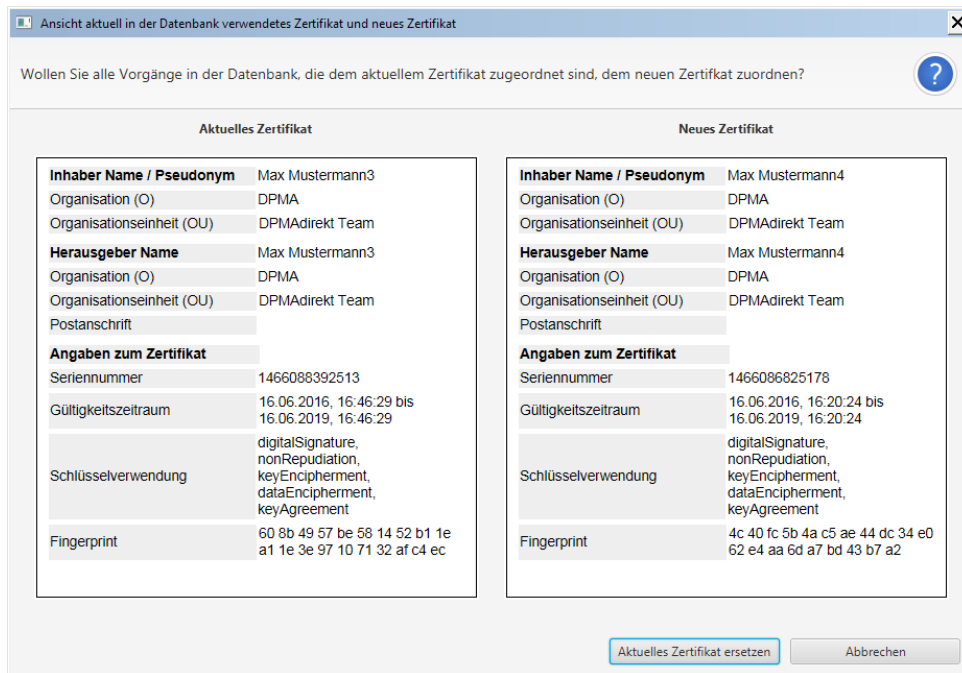 Ansicht aktuell in der Datenbank verwendetes Zertifikat und neues Zertifikat
Wollen Sie alle Vorgänge in der Datenbank, die dem aktuellem Zertifikat zugeordnet sind, dem neuen Zertifkat zuordnen?
?
Aktuelles Zertifikat
Inhaber Name / Pseudonym Max Mustermann3
Organisation (O) DPMA
Organisationseinheit (OU) DPMAdirekt Team
Herausgeber Name Max Mustermann3
Organisation (O) DPMA
Organisationseinheit (OU) DPMAdirekt Team
Postanschrift
Angaben zum Zertifikat
Seriennummer 1466088392513
Gültigkeitszeitraum 16.06.2016, 16:46:29 bis
16.06.2019, 16:46:29
Schlüsselverwendung digitalSignature,
nonRepudiation,
keyEncipherment,
dataEncipherment,
keyAgreement
Fingerprint 60 8b 49 57 be 58 14 52 b1 1e
a1 1e 3e 97 10 71 32 af c4 ec
Neues Zertifikat
Inhaber Name / Pseudonym Max Mustermann4
Organisation (O) DPMA
Organisationseinheit (OU) DPMAdirekt Team
Herausgeber Name Max Mustermann4
Organisation (O) DPMA
Organisationseinheit (OU) DPMAdirekt Team
Postanschrift
Angaben zum Zertifikat
Seriennummer 1466086825178
Gültigkeitszeitraum 16.06.2016, 16:20:24 bis
16.06.2019, 16:20:24
Schlüsselverwendung digitalSignature,
nonRepudiation,
keyEncipherment,
dataEncipherment,
keyAgreement
Fingerprint 4c 40 fc 5b 4a c5 ae 44 dc 34 e0
62 e4 aa 6d a7 bd 43 b7 a2
Aktuelles Zertifikat ersetzen
Abbrechen